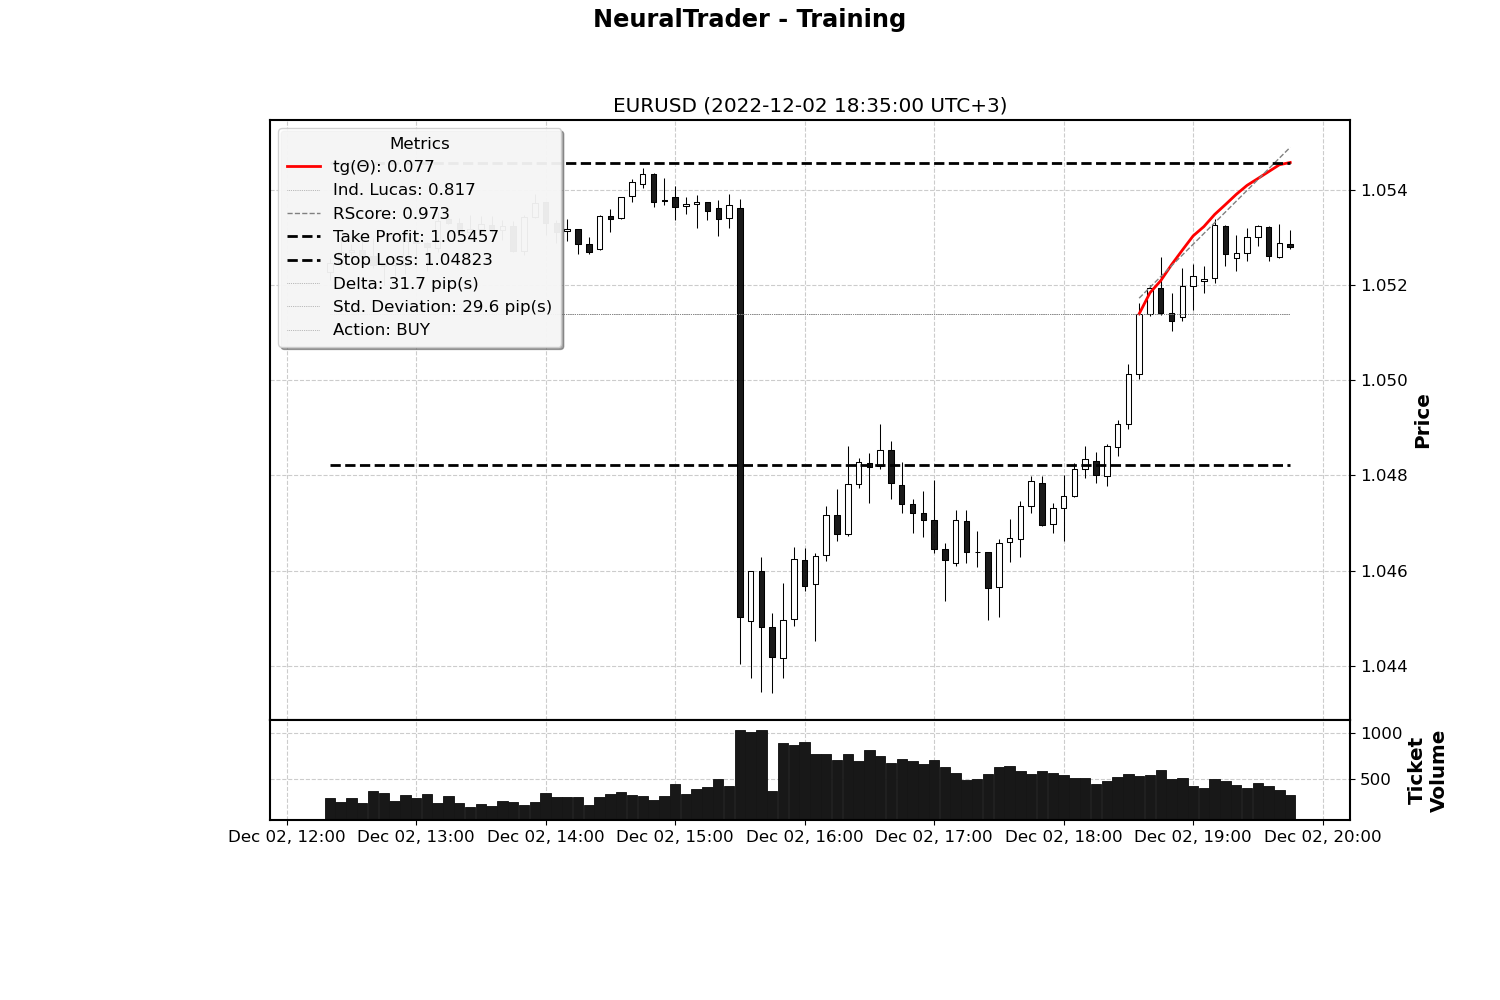 NeuralTrader - Training
EURUSD (2022-12-02 18:35:00 UTC+3)
Metrics
tg(Θ): 0.077
Ind. Lucas: 0.817
RScore: 0.973
Take Profit: 1.05457
Stop Loss: 1.04823
Delta: 31.7 pip(s)
Std. Deviation: 29.6 pip(s)
Action: BUY
1.054
1.052
1.050
1.048
1.046
1.044
Price
1000
500
Ticket
Volume
Dec 02, 12:00
Dec 02, 13:00
Dec 02, 14:00
Dec 02, 15:00
Dec 02, 16:00
Dec 02, 17:00
Dec 02, 18:00
Dec 02, 19:00
Dec 02, 20:00